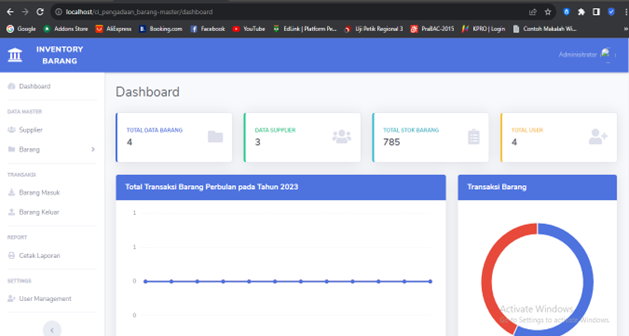 localhost/ci_pengadaan_barang-master/dashboard
Google
Addons Store
AliExpress
Booking.com
Facebook
YouTube
EdLink | Platform Pe...
Uji Petik Regional 3
PraBAC-2015
KPRO | Login
Contoh Makalah Wi...
INVENTORY
BARANG
Administrator
Dashboard
DATA MASTER
Supplier
Barang
TRANSAKSI
Barang Masuk
Barang Keluar
REPORT
Cetak Laporan
SETTINGS
User Management
Dashboard
TOTAL DATA BARANG
4
DATA SUPPLIER
3
TOTAL STOK BARANG
785
TOTAL USER
4
Total Transaksi Barang Perbulan pada Tahun 2023
1
1
0
0
Transaksi Barang
Activate Windows
Go to Settings to activate Windows.